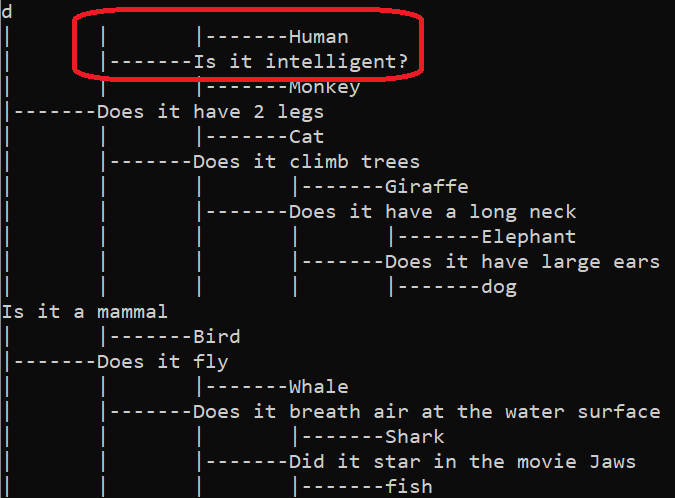 d
|       |       |-------Human
|       |-------Is it intelligent?
|       |       |-------Monkey
|-------Does it have 2 legs
|       |       |-------Cat
|       |-------Does it climb trees
|       |       |       |-------Giraffe
|       |       |-------Does it have a long neck
|       |       |       |       |-------Elephant
|       |       |       |-------Does it have large ears
|       |       |       |       |-------dog
Is it a mammal
|       |-------Bird
|-------Does it fly
|       |       |-------Whale
|       |-------Does it breath air at the water surface
|       |       |       |-------Shark
|       |       |-------Did it star in the movie Jaws
|       |       |       |-------fish